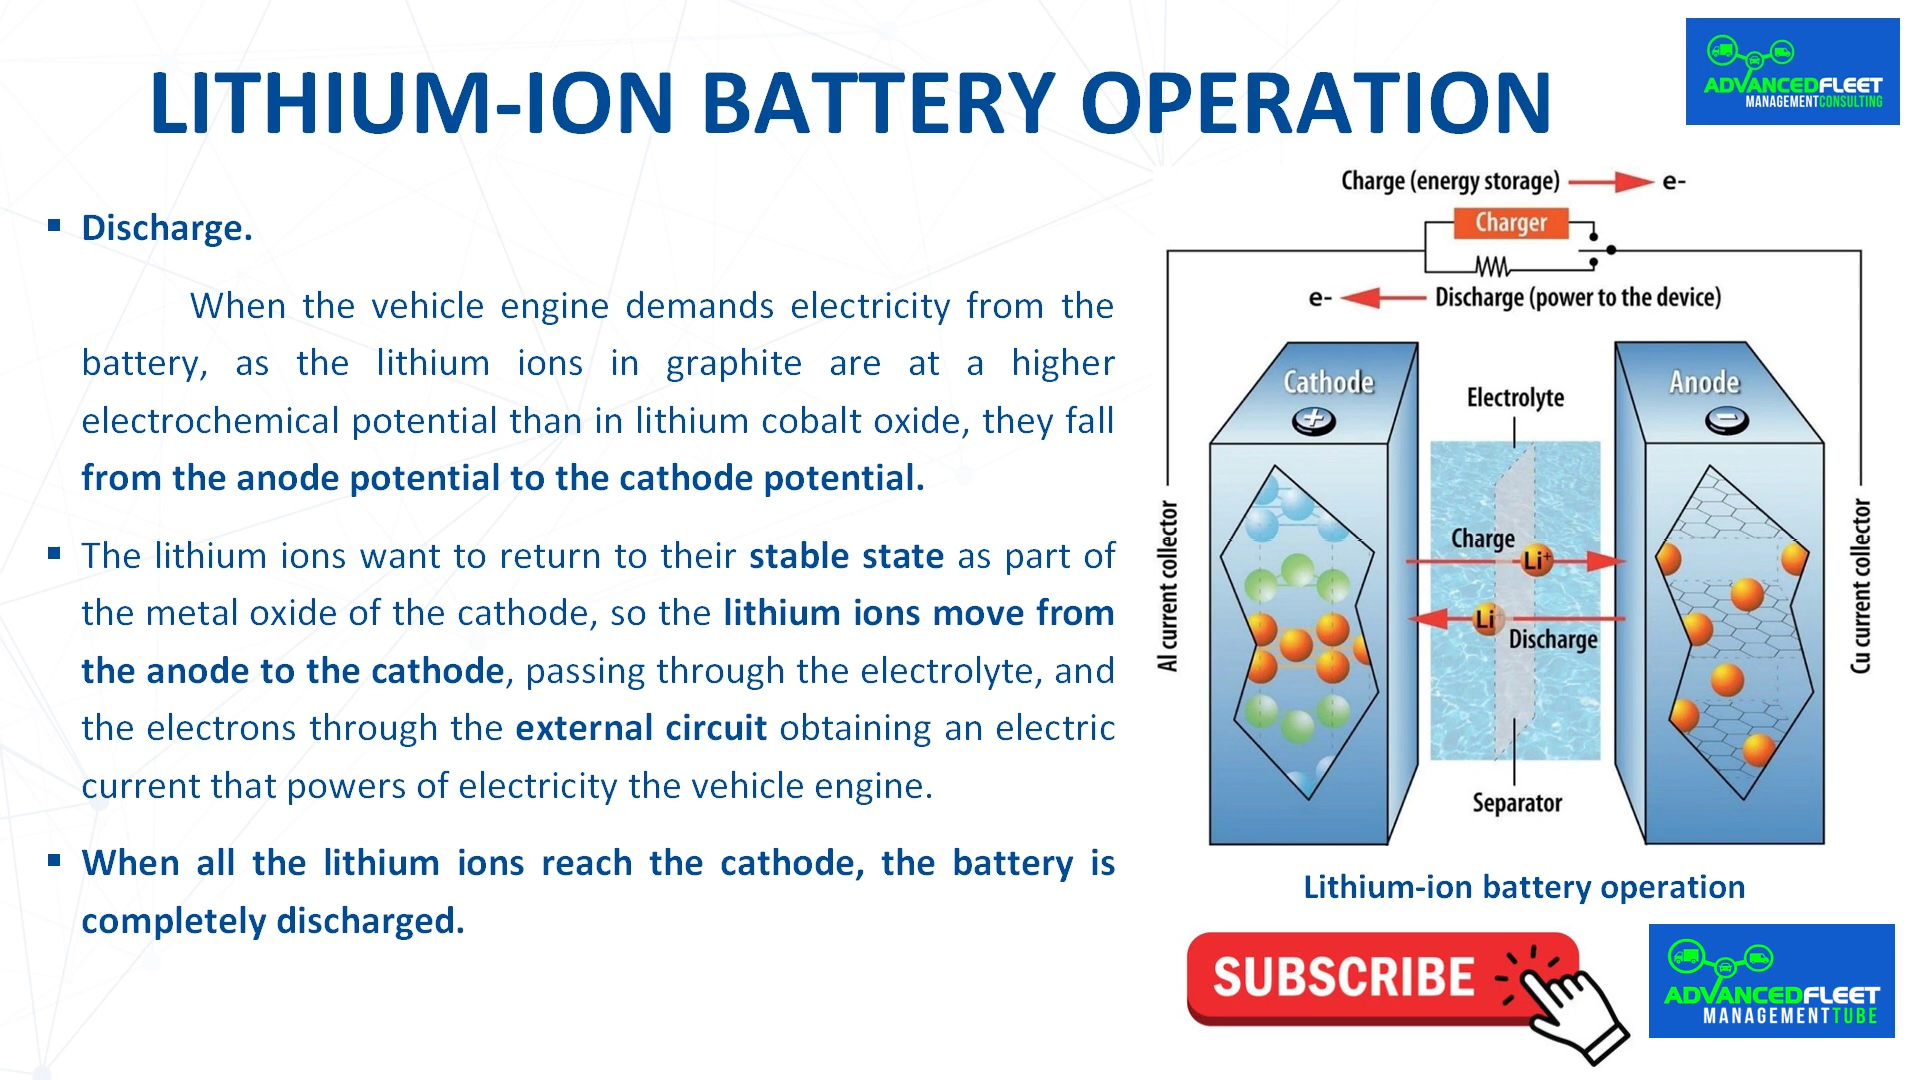 LITHIUM-ION BATTERY OPERATION
ADVANCEDFLEET
MANAGEMENTCONSULTING
▪ Discharge.
When the vehicle engine demands electricity from the
battery, as the lithium ions in graphite are at a higher
electrochemical potential than in lithium cobalt oxide, they fall
from the anode potential to the cathode potential.
▪ The lithium ions want to return to their stable state as part of
the metal oxide of the cathode, so the lithium ions move from
the anode to the cathode, passing through the electrolyte, and
the electrons through the external circuit obtaining an electric
current that powers of electricity the vehicle engine.
▪ When all the lithium ions reach the cathode, the battery is
completely discharged.
Charge (energy storage) e-
Charger
e- Discharge (power to the device)
Cathode
+
Electrolyte
Anode
-
Al current collector
Charge
Li+
Li
Discharge
Cu current collector
Separator
Lithium-ion battery operation
SUBSCRIBE
ADVANCEDFLEET
MANAGEMENTTUBE